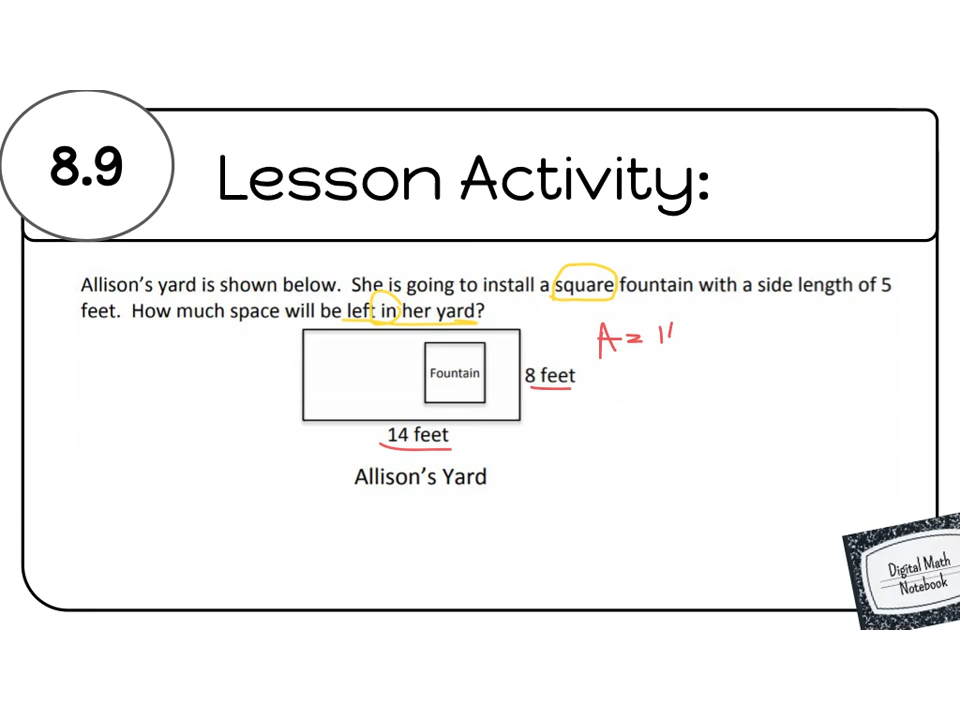 8.9
Lesson Activity:
Allison's yard is shown below. She is going to install a square fountain with a side length of 5
feet. How much space will be left in her yard?
A =
Fountain
8 feet
14 feet
Allison's Yard
Digital Math
Notebook